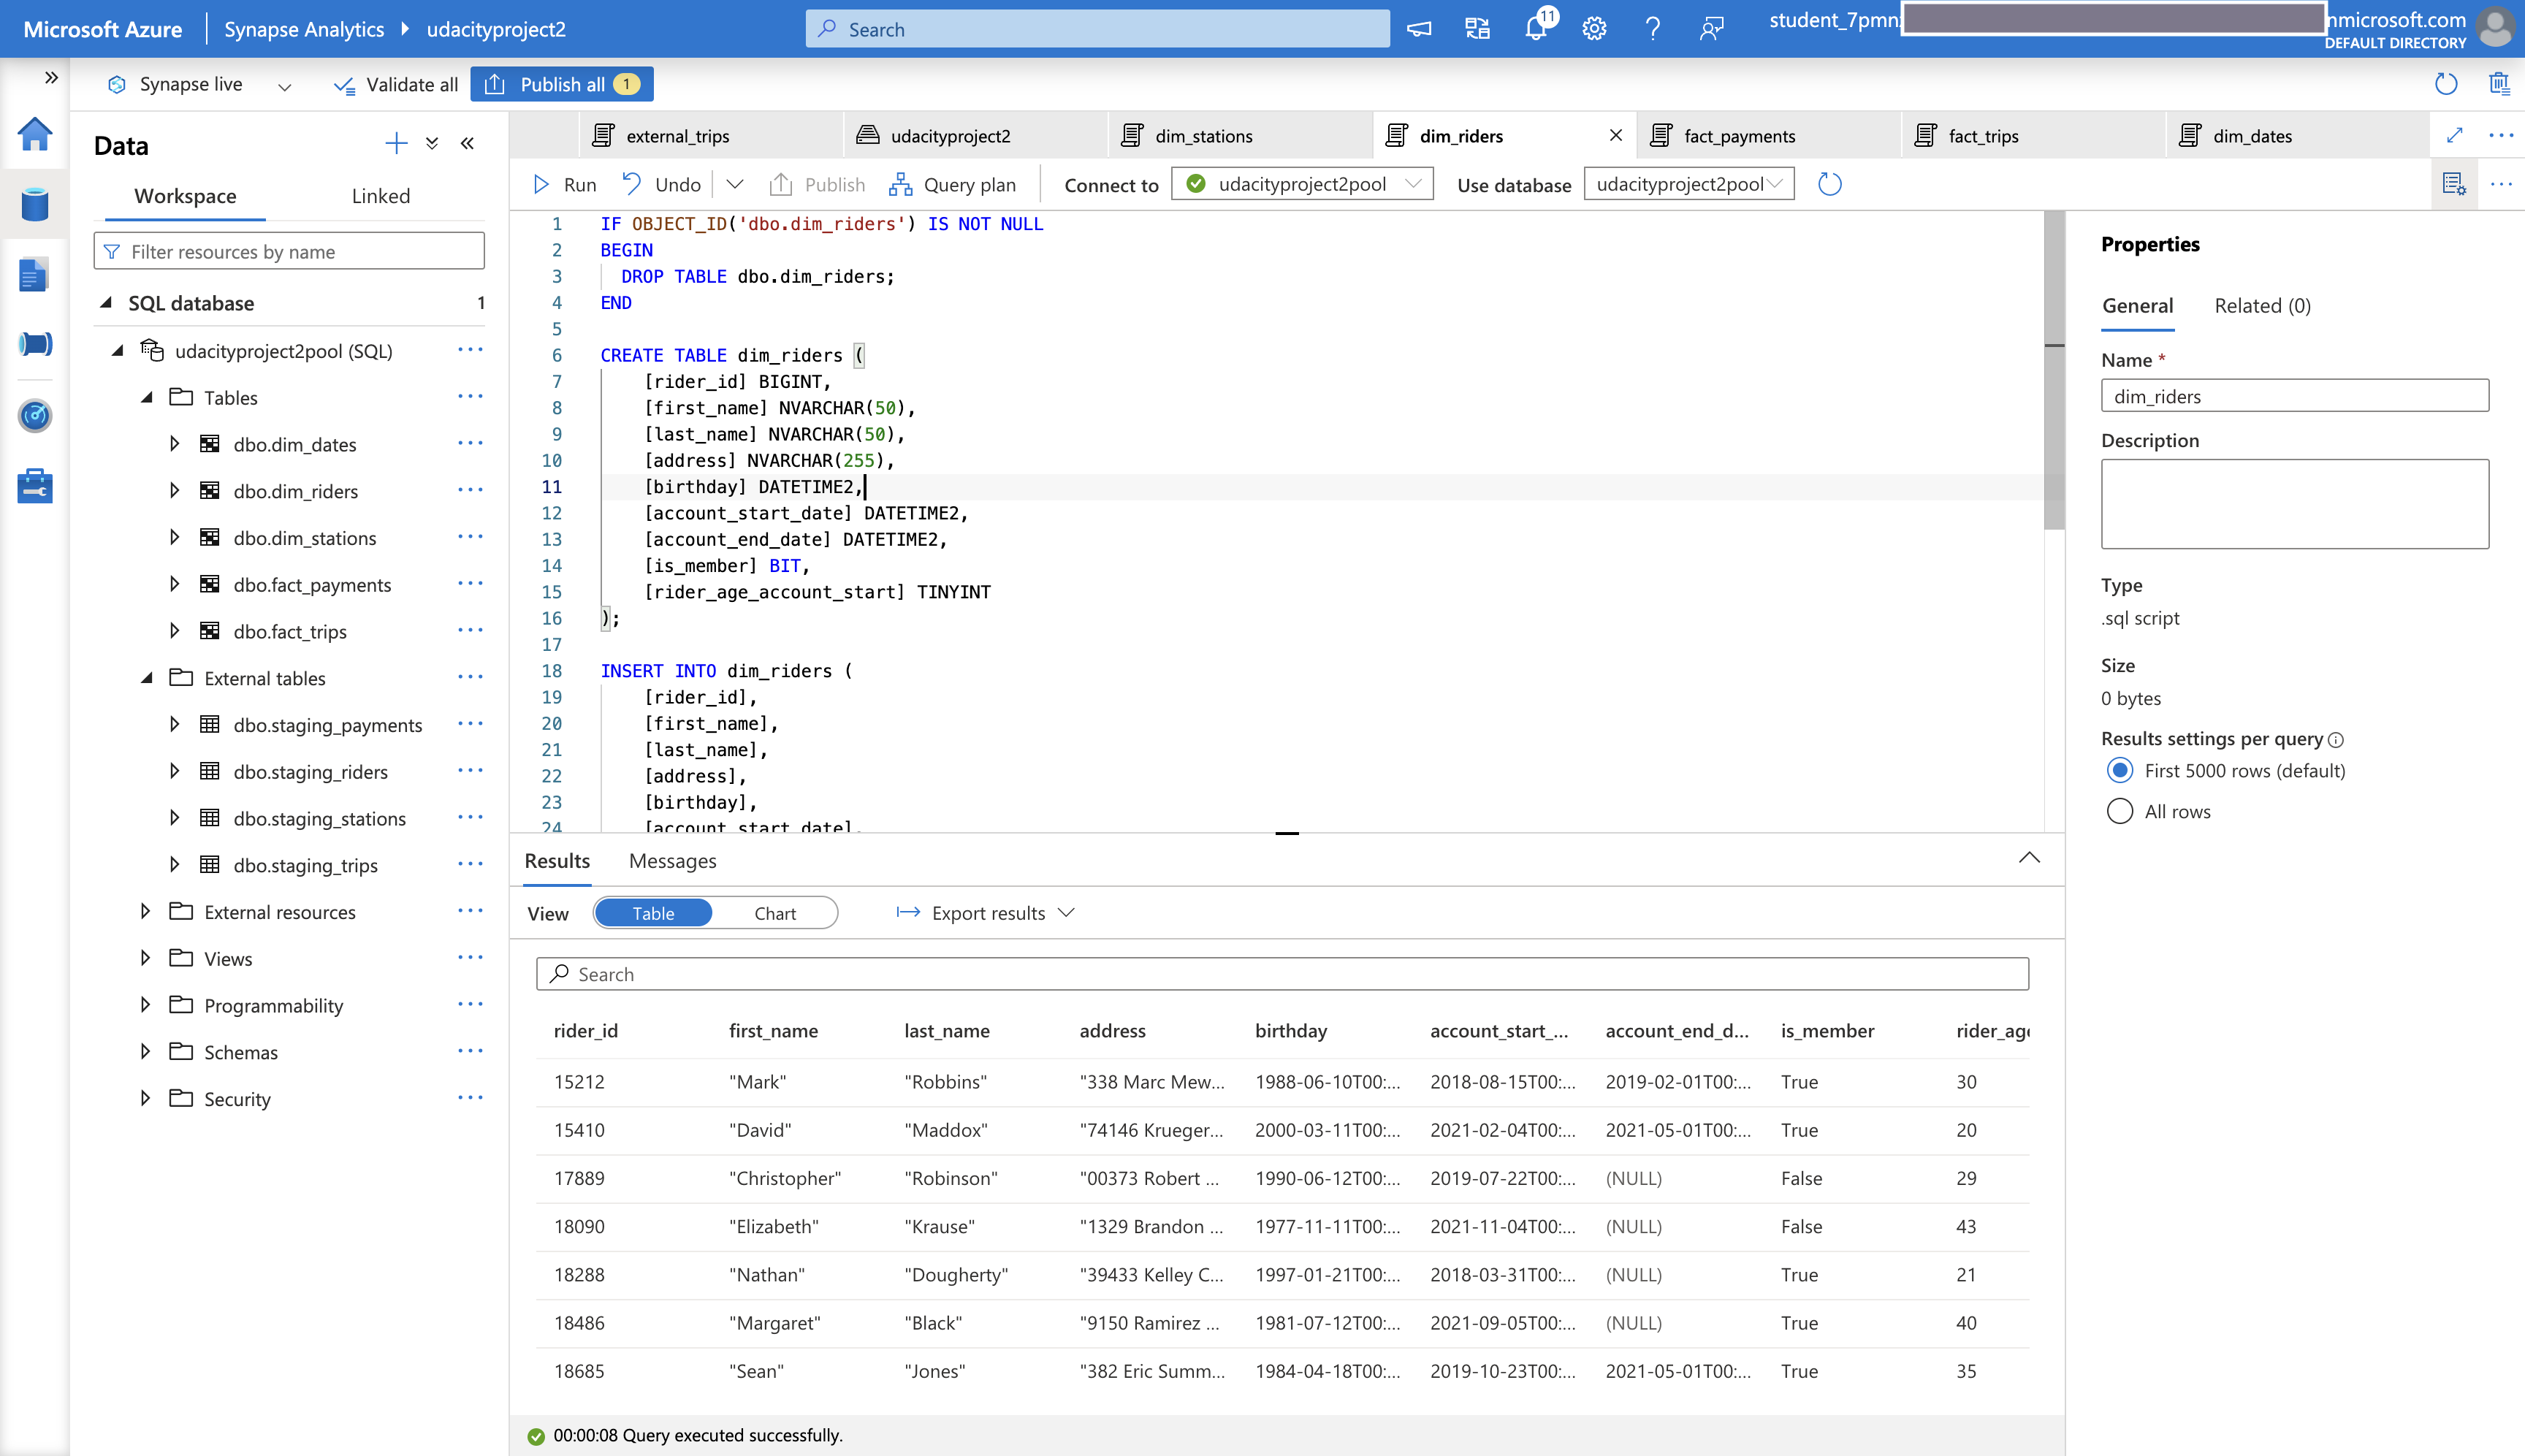 Microsoft Azure
Synapse Analytics
udacityproject2
Search
11
student_7pmn
nmicrosoft.com
DEFAULT DIRECTORY
Synapse live
Validate all
Publish all
1
Data
Workspace
Linked
Filter resources by name
SQL database
1
udacityproject2pool (SQL)
Tables
dbo.dim_dates
dbo.dim_riders
dbo.dim_stations
dbo.fact_payments
dbo.fact_trips
External tables
dbo.staging_payments
dbo.staging_riders
dbo.staging_stations
dbo.staging_trips
External resources
Views
Programmability
Schemas
Security
external_trips
udacityproject2
dim_stations
dim_riders
fact_payments
fact_trips
dim_dates
Run
Undo
Publish
Query plan
Connect to
udacityproject2pool
Use database
udacityproject2pool
1 IF OBJECT_ID('dbo.dim_riders') IS NOT NULL
2 BEGIN
3 DROP TABLE dbo.dim_riders;
4 END
5
6 CREATE TABLE dim_riders (
7 [rider_id] BIGINT,
8 [first_name] NVARCHAR(50),
9 [last_name] NVARCHAR(50),
10 [address] NVARCHAR(255),
11 [birthday] DATETIME2,
12 [account_start_date] DATETIME2,
13 [account_end_date] DATETIME2,
14 [is_member] BIT,
15 [rider_age_account_start] TINYINT
16 );
17
18 INSERT INTO dim_riders (
19 [rider_id],
20 [first_name],
21 [last_name],
22 [address],
23 [birthday],
24 [account_start_date],
Results
Messages
View
Table
Chart
Export results
Search
rider_id first_name last_name address birthday account_start_... account_end_d... is_member rider_age
15212 "Mark" "Robbins" "338 Marc Mew... 1988-06-10T00:... 2018-08-15T00:... 2019-02-01T00:... True 30
15410 "David" "Maddox" "74146 Krueger... 2000-03-11T00:... 2021-02-04T00:... 2021-05-01T00:... True 20
17889 "Christopher" "Robinson" "00373 Robert ... 1990-06-12T00:... 2019-07-22T00:... (NULL) False 29
18090 "Elizabeth" "Krause" "1329 Brandon ... 1977-11-11T00:... 2021-11-04T00:... (NULL) False 43
18288 "Nathan" "Dougherty" "39433 Kelley C... 1997-01-21T00:... 2018-03-31T00:... (NULL) True 21
18486 "Margaret" "Black" "9150 Ramirez ... 1981-07-12T00:... 2021-09-05T00:... (NULL) True 40
18685 "Sean" "Jones" "382 Eric Summ... 1984-04-18T00:... 2019-10-23T00:... 2021-05-01T00:... True 35
00:00:08 Query executed successfully.
Properties
General
Related (0)
Name *
dim_riders
Description
Type
.sql script
Size
0 bytes
Results settings per query
First 5000 rows (default)
All rows